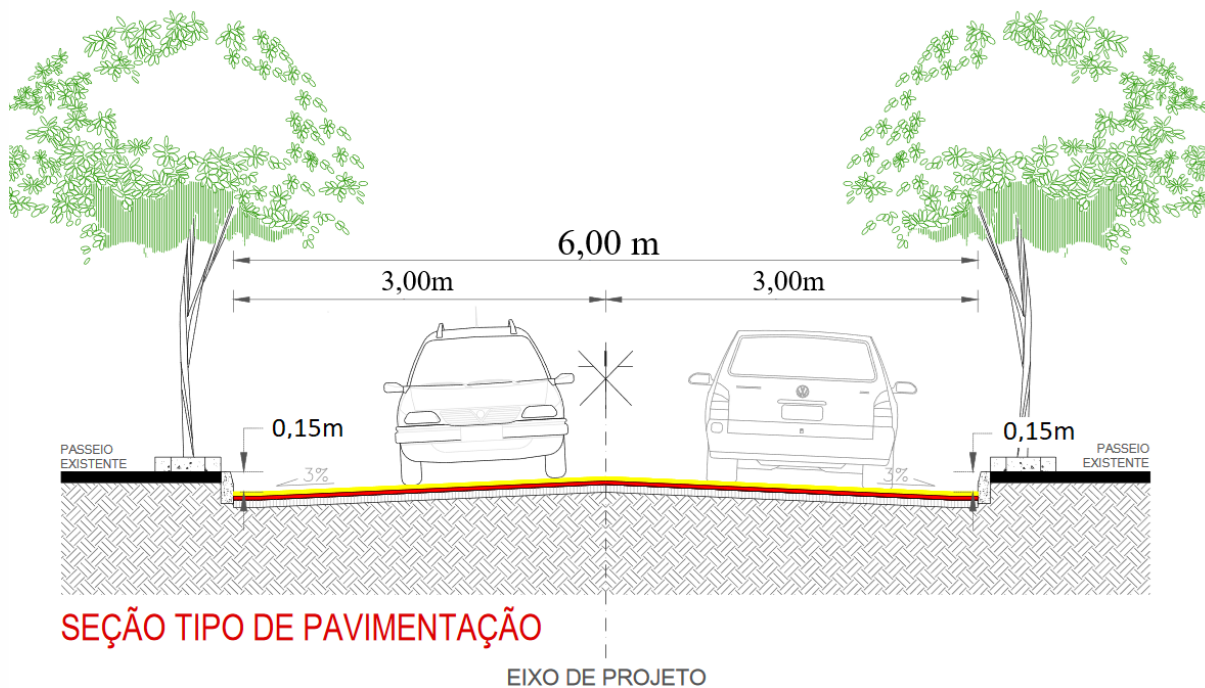 6,00 m
3,00m
3,00m
0,15m
0,15m
PASSEIO
EXISTENTE
PASSEIO
EXISTENTE
3%
3%
SEÇÃO TIPO DE PAVIMENTAÇÃO
EIXO DE PROJETO